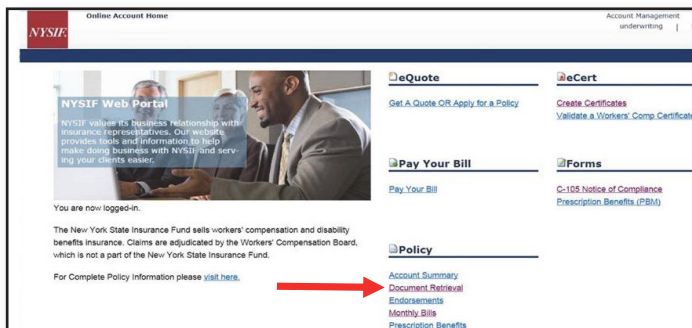 NYSIF
Online Account Home
Account Management
underwriting |
NYSIF Web Portal
NYSIF values its business relationship with
insurance representatives. Our website
provides tools and information to help
make doing business with NYSIF and serv-
ing your clients easier.
You are now logged-in.
The New York State Insurance Fund sells workers' compensation and disability
benefits insurance. Claims are adjudicated by the Workers' Compensation Board,
which is not a part of the New York State Insurance Fund.
For Complete Policy Information please visit here.
eQuote
Get A Quote OR Apply for a Policy
eCert
Create Certificates
Validate a Workers' Comp Certificate
Pay Your Bill
Pay Your Bill
Forms
C-105 Notice of Compliance
Prescription Benefits (PBM)
Policy
Account Summary
Document Retrieval
Endorsements
Monthly Bills
Prescription Benefits